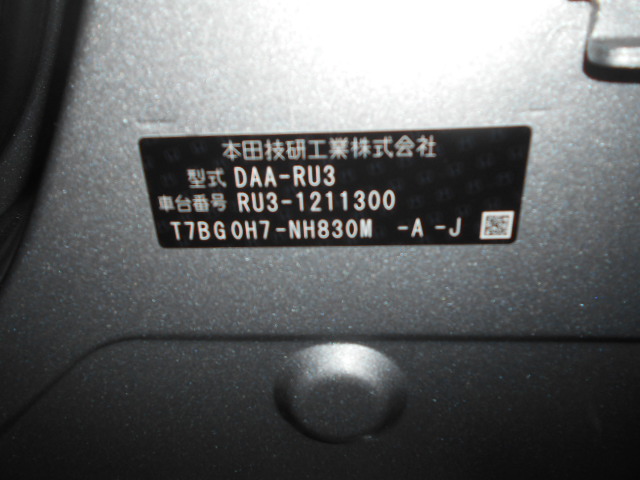 本田技研工業株式会社
型式 DAA-RU3
車台番号 RU3-1211300
T7BG0H7-NH830M -A -J